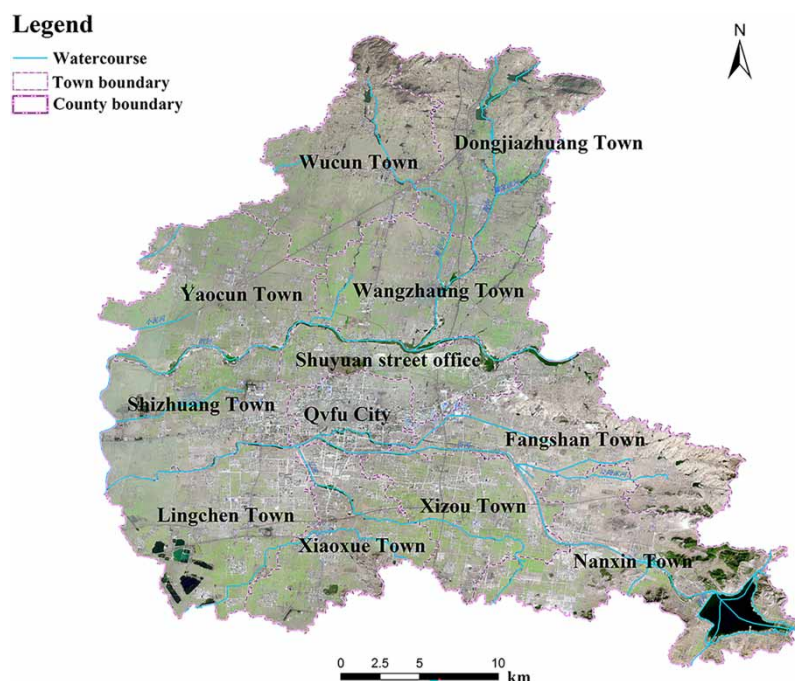 Legend
Watercourse
Town boundary
County boundary
N
Dongjiazhuang Town
Wucun Town
Yaocun Town
Wangzhaung Town
Shuyuan street office
Shizhuang Town
Qvfu City
Fangshan Town
Lingchen Town
Xizou Town
Xiaoxue Town
Nanxin Town
0 2.5 5 10
km